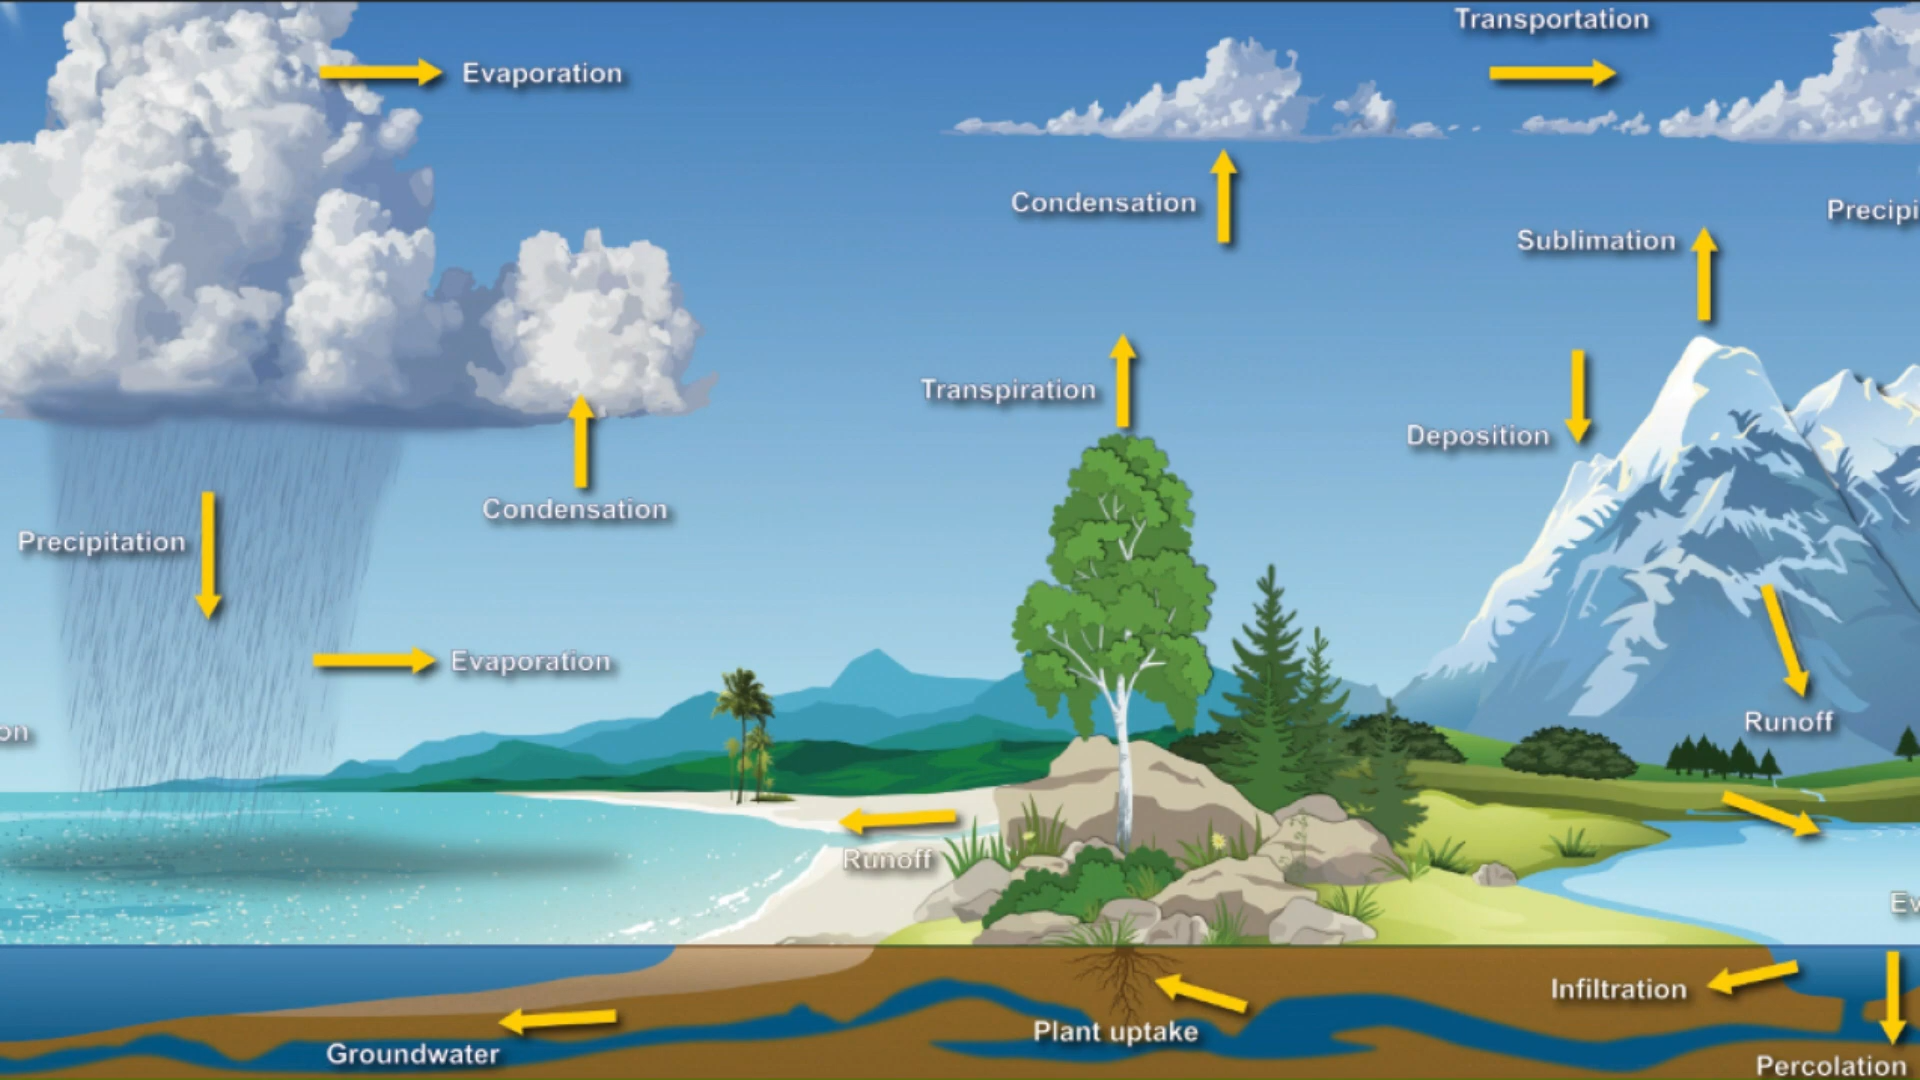 Transportation
Evaporation
Condensation
Precipi
Sublimation
Transpiration
Deposition
Condensation
Precipitation
Evaporation
Runoff
on
Runoff
Ev
Infiltration
Plant uptake
Groundwater
Percolation